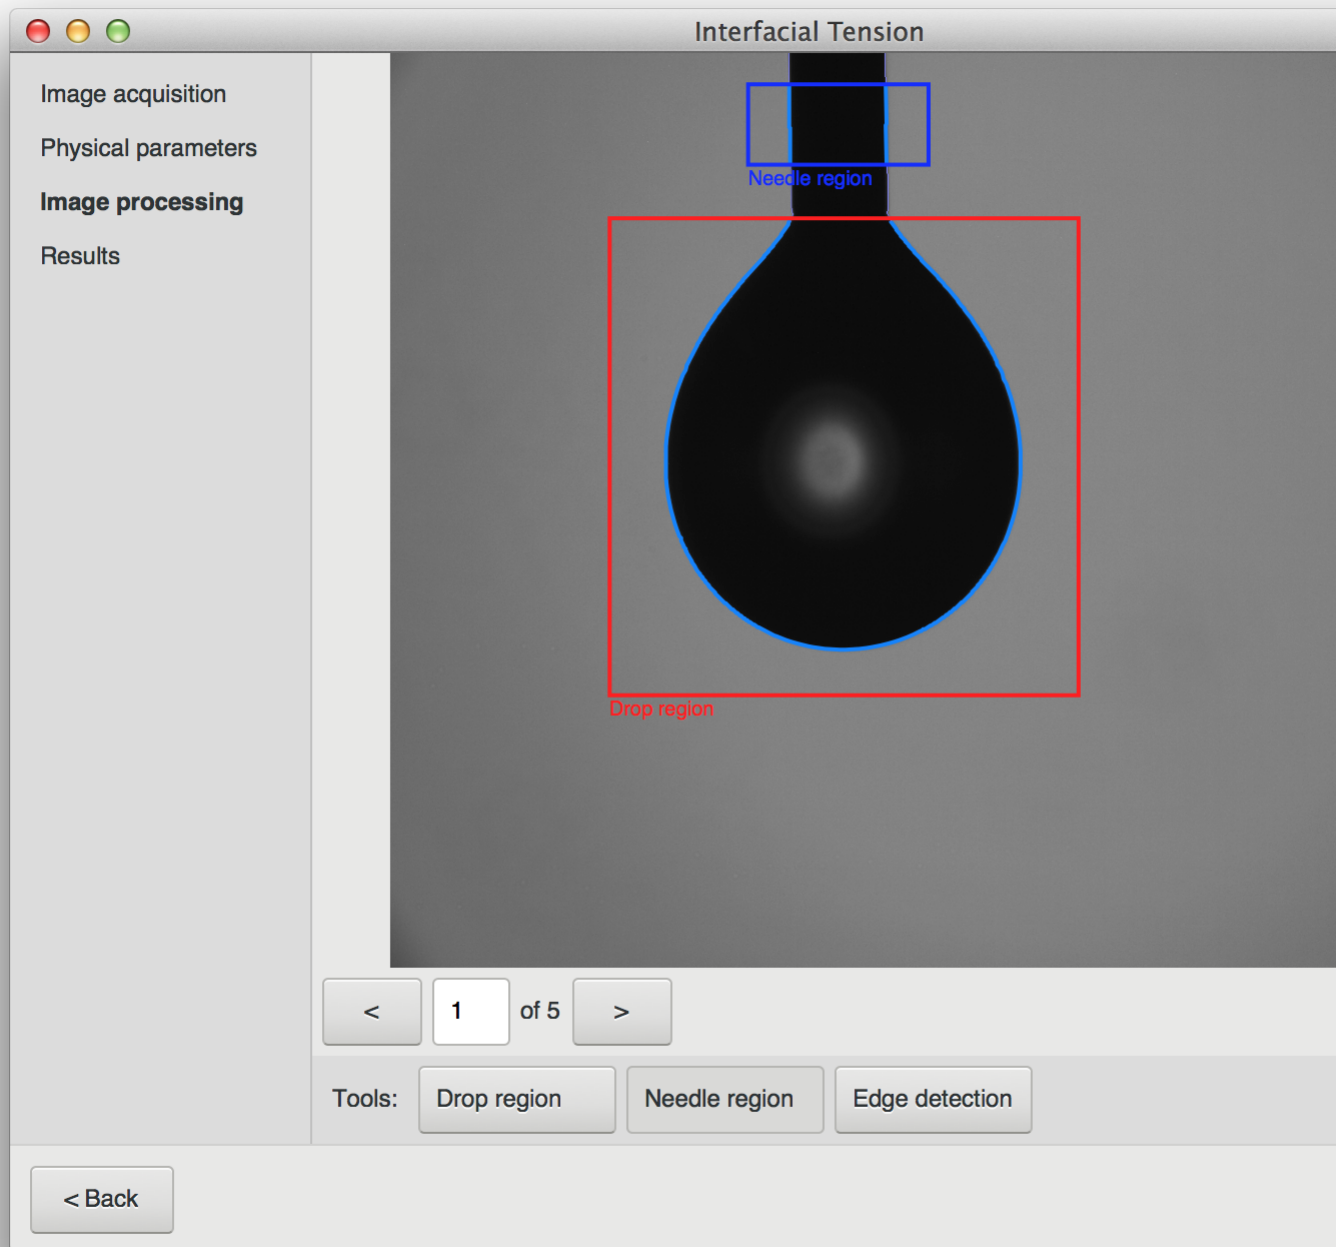 Interfacial Tension
Image acquisition
Physical parameters
Image processing
Results
Needle region
Drop region
<
1
of 5
>
Tools:
Drop region
Needle region
Edge detection
< Back